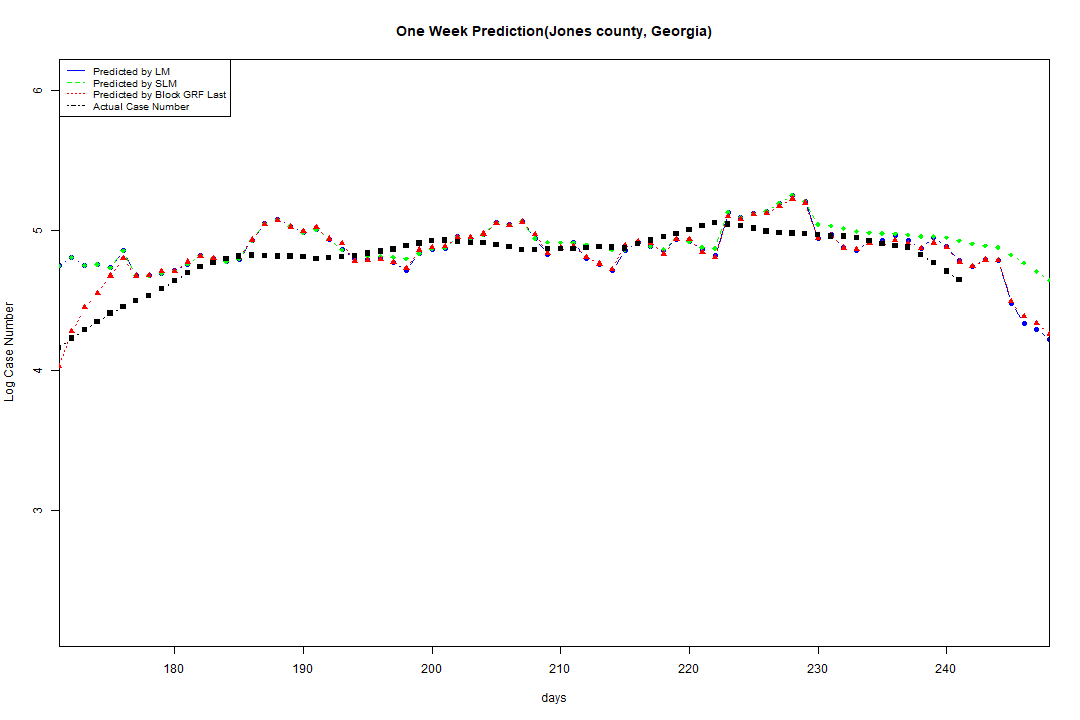 One Week Prediction(Jones county, Georgia)
Predicted by LM
Predicted by SLM
Predicted by Block GRF Last
Actual Case Number
6
5
4
3
Log Case Number
180 190 200 210 220 230 240
days